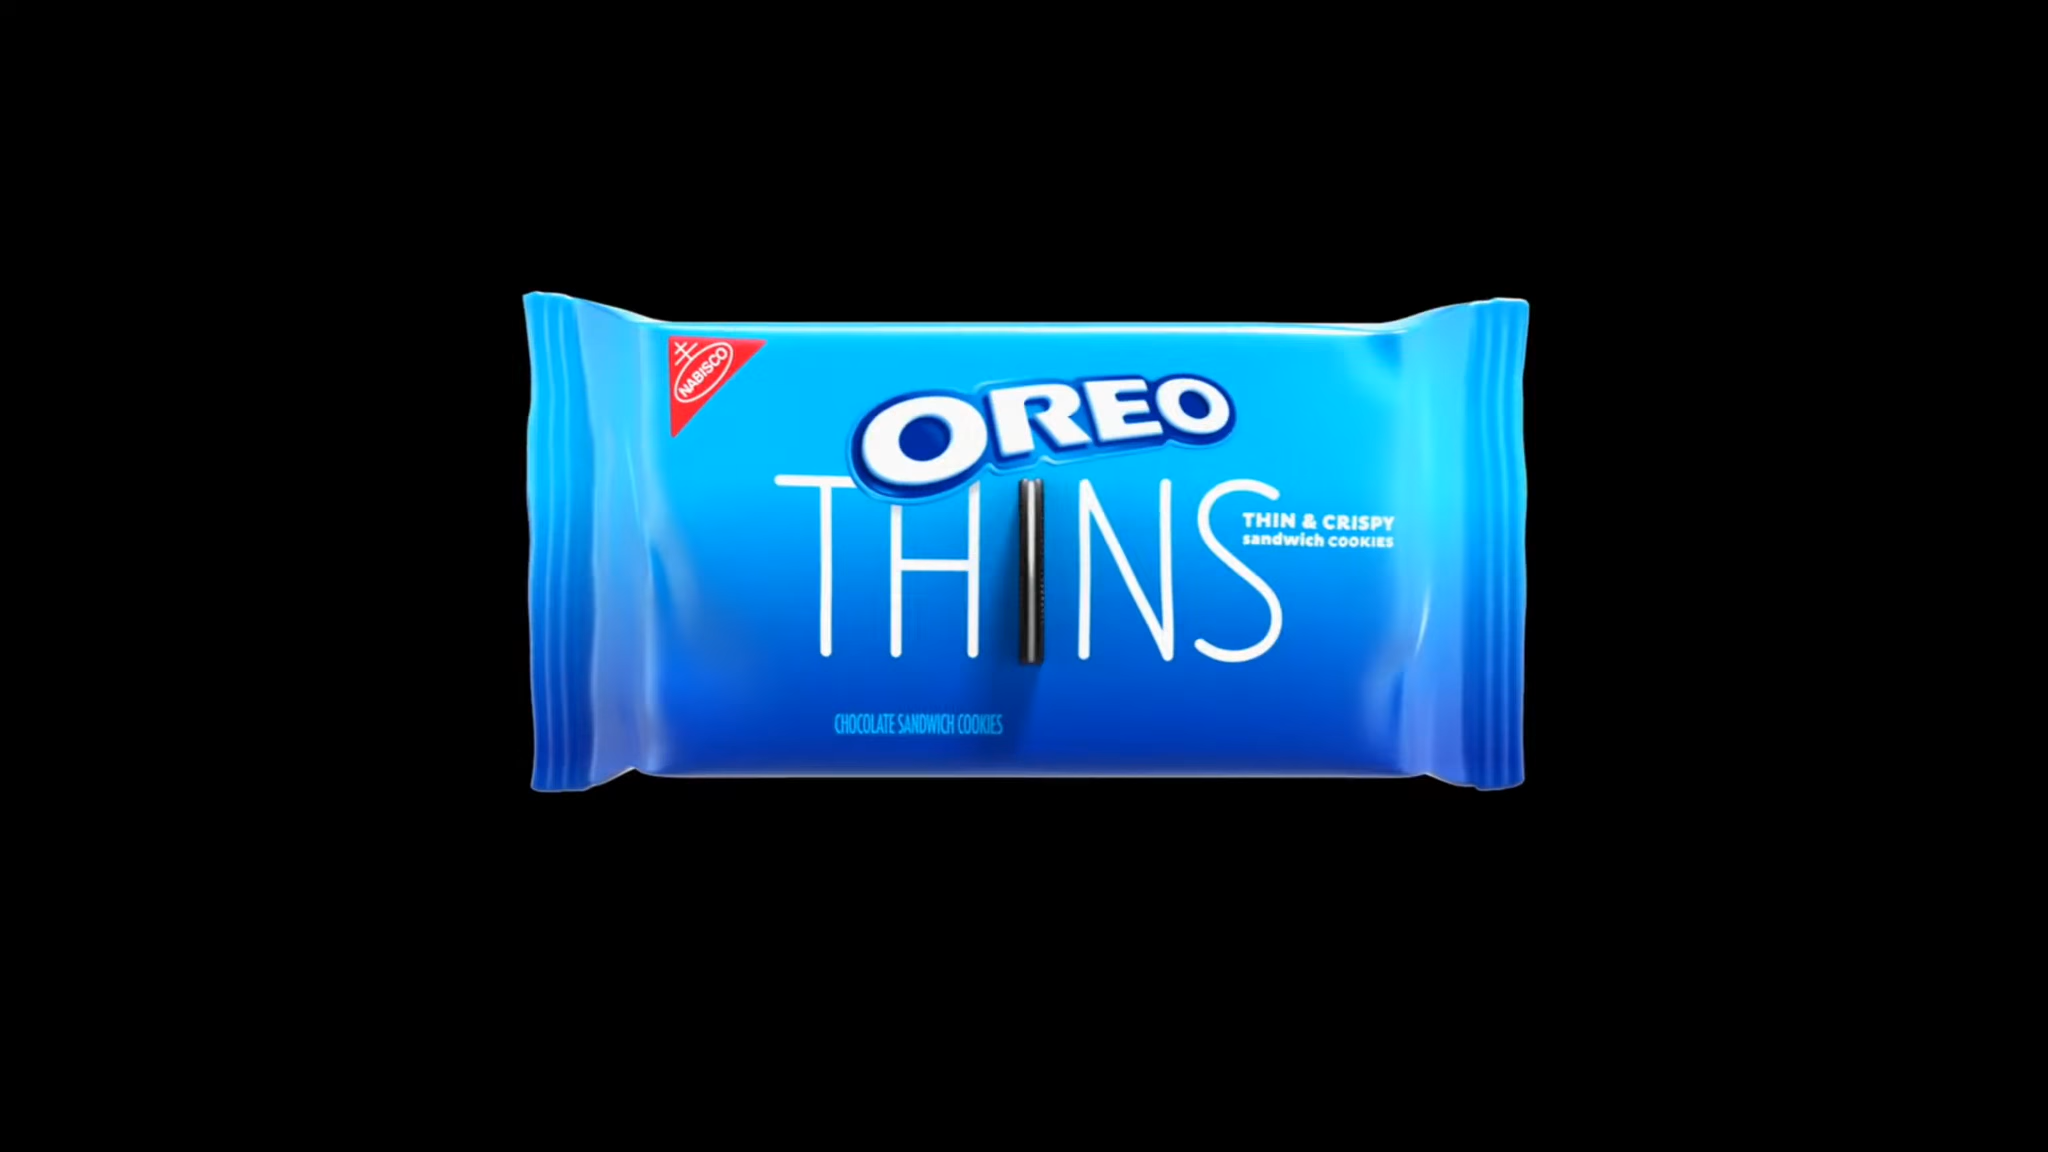 NABISCO
OREO
THINS
THIN & CRISPY
sandwich COOKIES
CHOCOLATE SANDWICH COOKIES